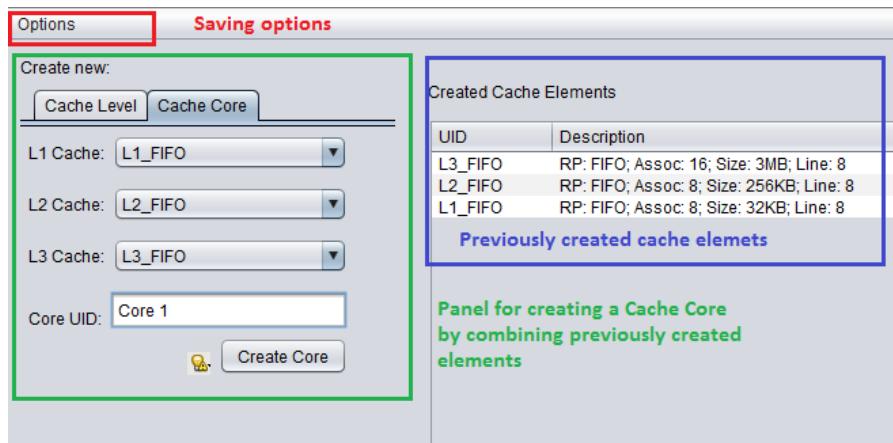 Options
Saving options
Create new:
Cache Level Cache Core
L1 Cache: L1_FIFO
L2 Cache: L2_FIFO
L3 Cache: L3_FIFO
Core UID: Core 1
Create Core
Created Cache Elements
UID Description
L3_FIFO RP: FIFO; Assoc: 16; Size: 3MB; Line: 8
L2_FIFO RP: FIFO; Assoc: 8; Size: 256KB; Line: 8
L1_FIFO RP: FIFO; Assoc: 8; Size: 32KB; Line: 8
Previously created cache elemets
Panel for creating a Cache Core
by combining previously created
elements